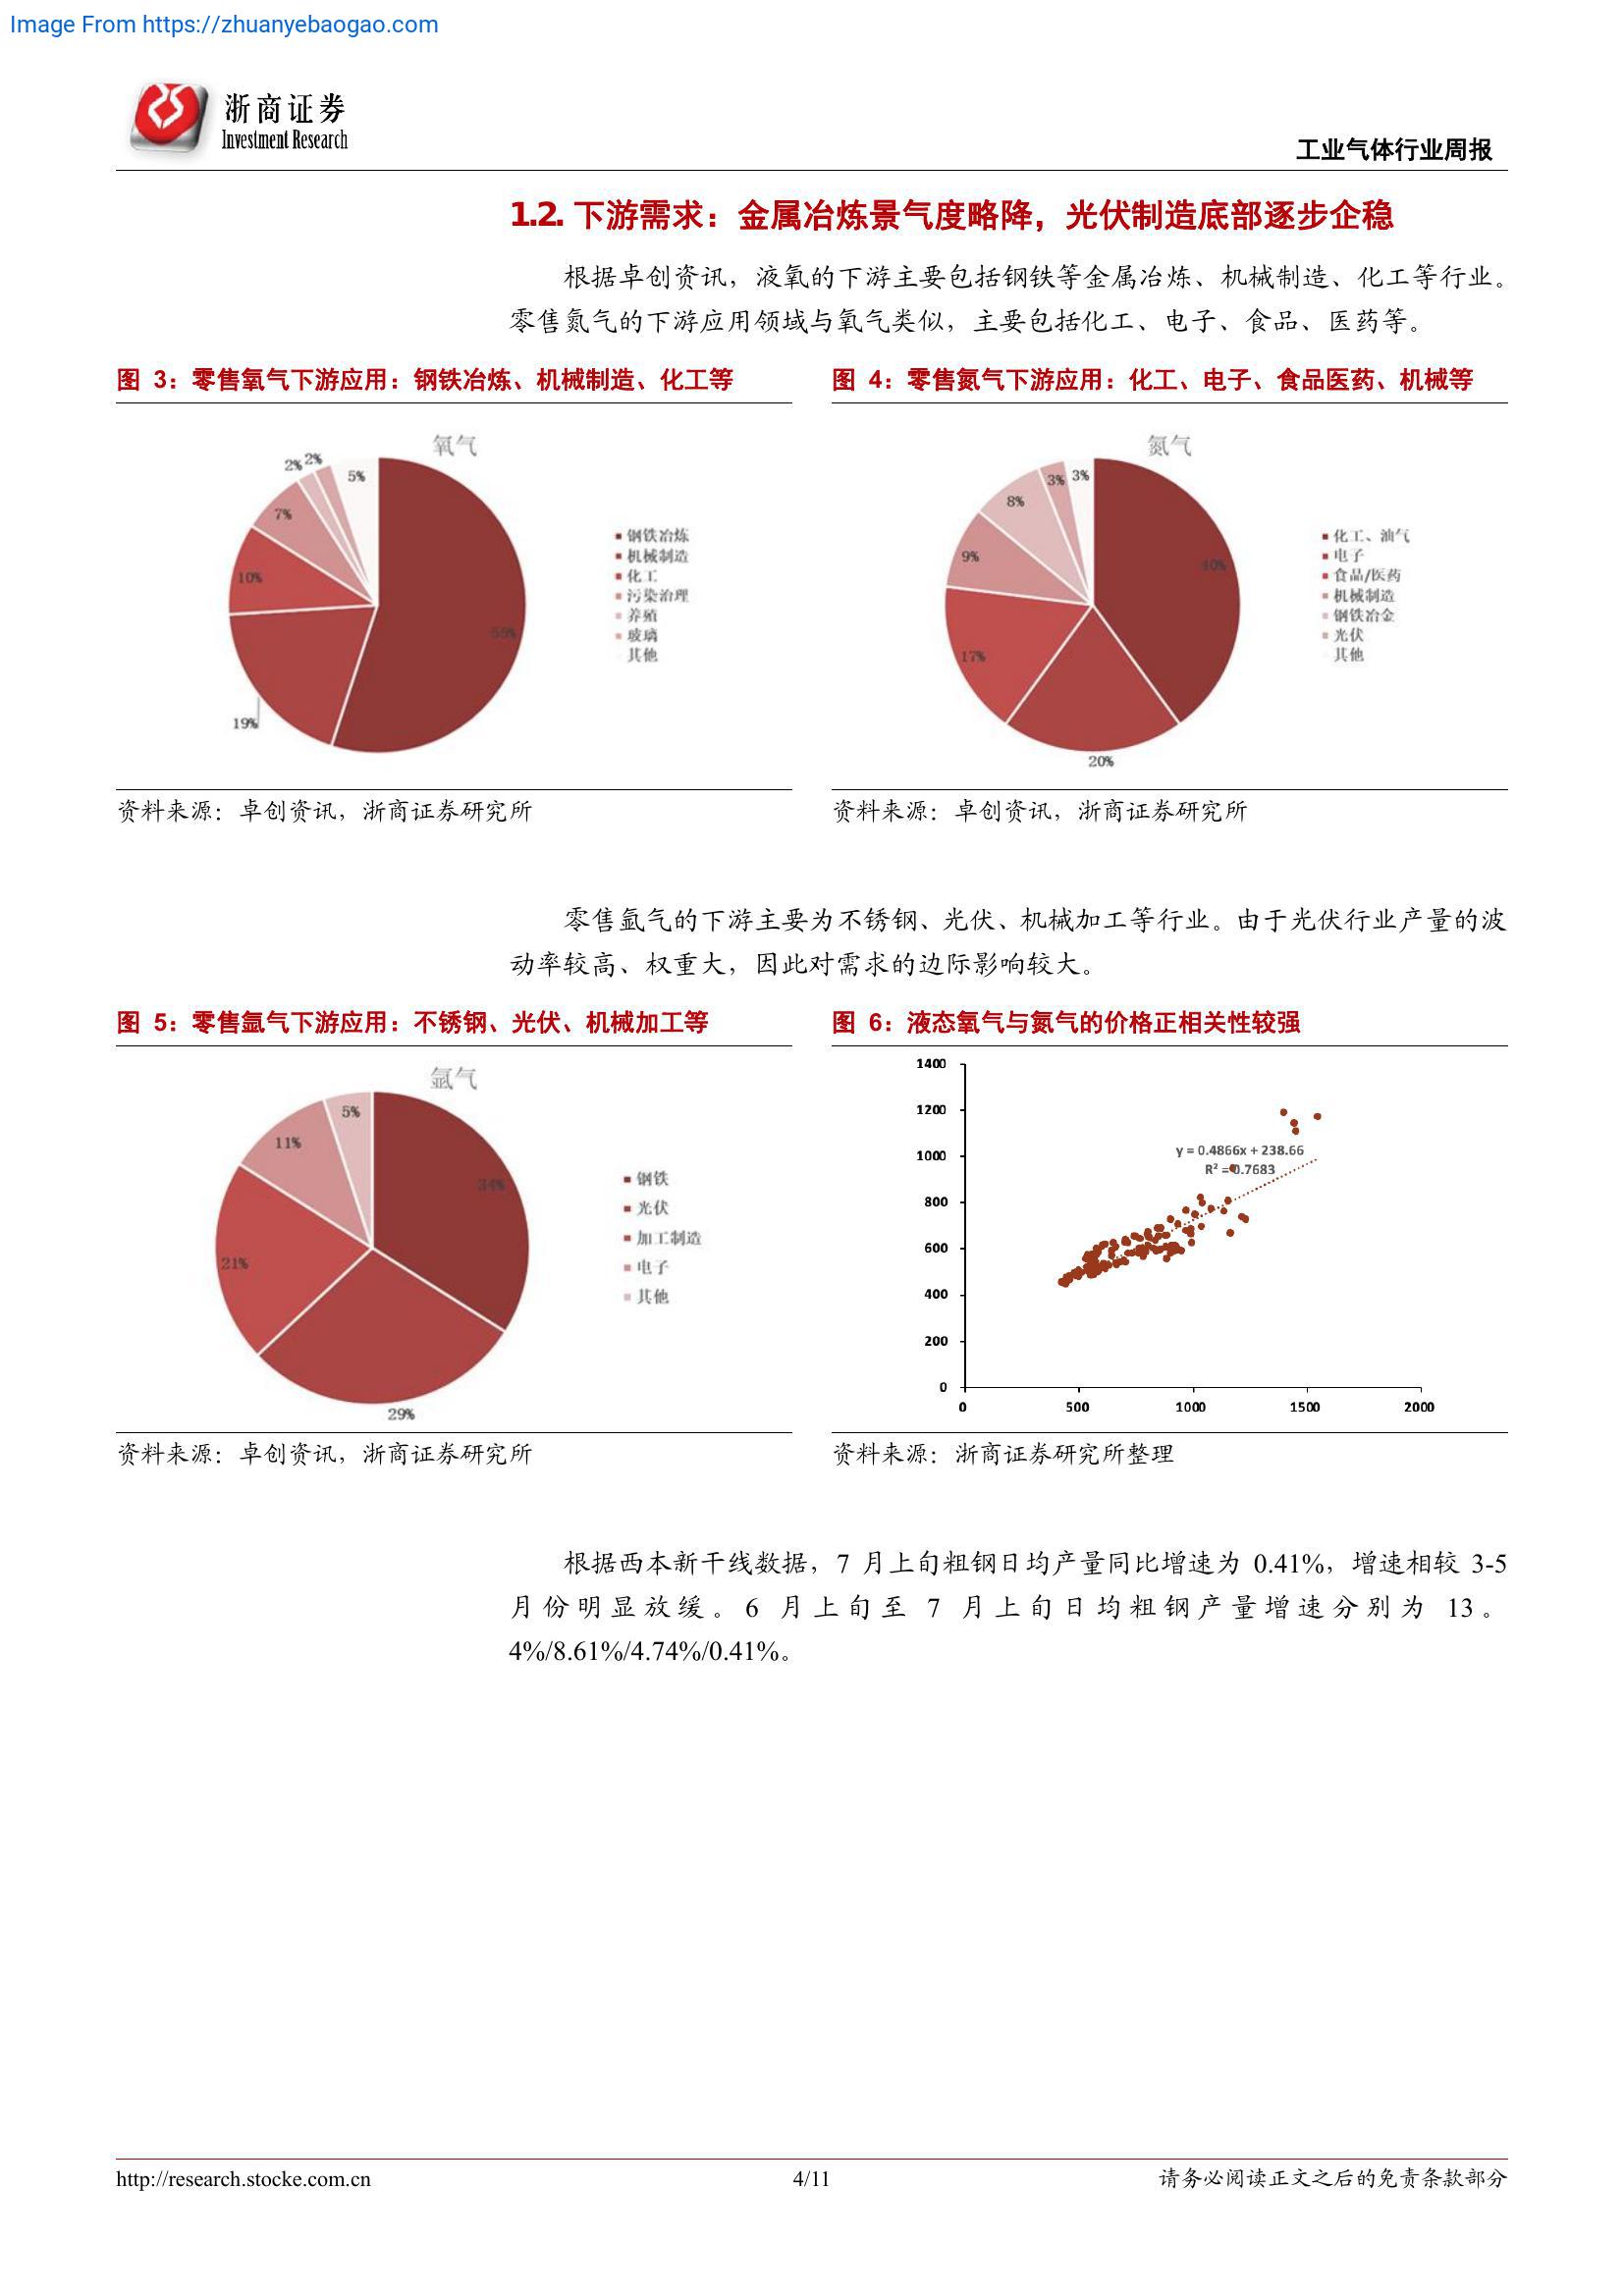 Image From https://zhuanyebaogao.com
浙商证券
Investment Research
工业气体行业周报
1.2. 下游需求：金属冶炼景气度略降，光伏制造底部逐步企稳
根据卓创资讯，液氧的下游主要包括钢铁等金属冶炼、机械制造、化工等行业。
零售氮气的下游应用领域与氧气类似，主要包括化工、电子、食品、医药等。
图 3：零售氧气下游应用：钢铁冶炼、机械制造、化工等
氧气
2%
2%
5%
7%
10%
19%
55%
钢铁冶炼
机械制造
化工
污染治理
养殖
玻璃
其他
资料来源：卓创资讯，浙商证券研究所
图 4：零售氮气下游应用：化工、电子、食品医药、机械等
氮气
3%
3%
8%
9%
17%
20%
40%
化工、油气
电子
食品/医药
机械制造
钢铁冶金
光伏
其他
资料来源：卓创资讯，浙商证券研究所
零售氩气的下游主要为不锈钢、光伏、机械加工等行业。由于光伏行业产量的波
动率较高、权重大，因此对需求的边际影响较大。
图 5：零售氩气下游应用：不锈钢、光伏、机械加工等
氩气
5%
11%
34%
21%
29%
钢铁
光伏
加工制造
电子
其他
资料来源：卓创资讯，浙商证券研究所
图 6：液态氧气与氮气的价格正相关性较强
1400
1200
1000
800
600
400
200
0
y = 0.4866x + 238.66
R² = 0.7683
0 500 1000 1500 2000
资料来源：浙商证券研究所整理
根据西本新干线数据，7 月上旬粗钢日均产量同比增速为 0.41%，增速相较 3-5
月份明显放缓。6 月上旬至 7 月上旬日均粗钢产量增速分别为 13。
4%/8.61%/4.74%/0.41%。
http://research.stocke.com.cn
4/11
请务必阅读正文之后的免责条款部分